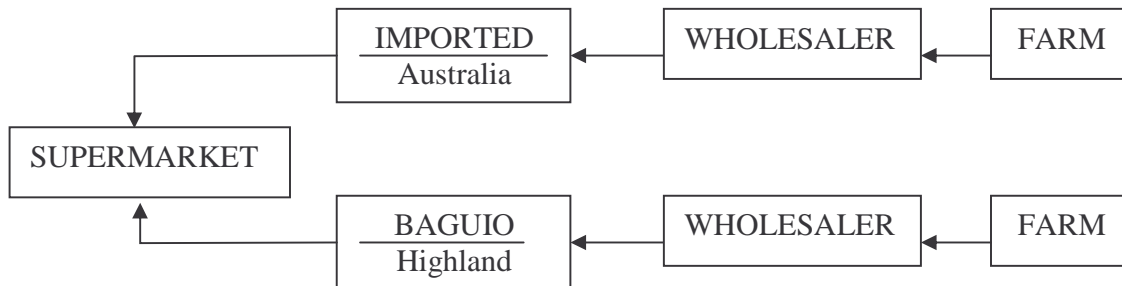 IMPORTED
Australia
WHOLESALER
FARM
SUPERMARKET
BAGUIO
Highland
WHOLESALER
FARM